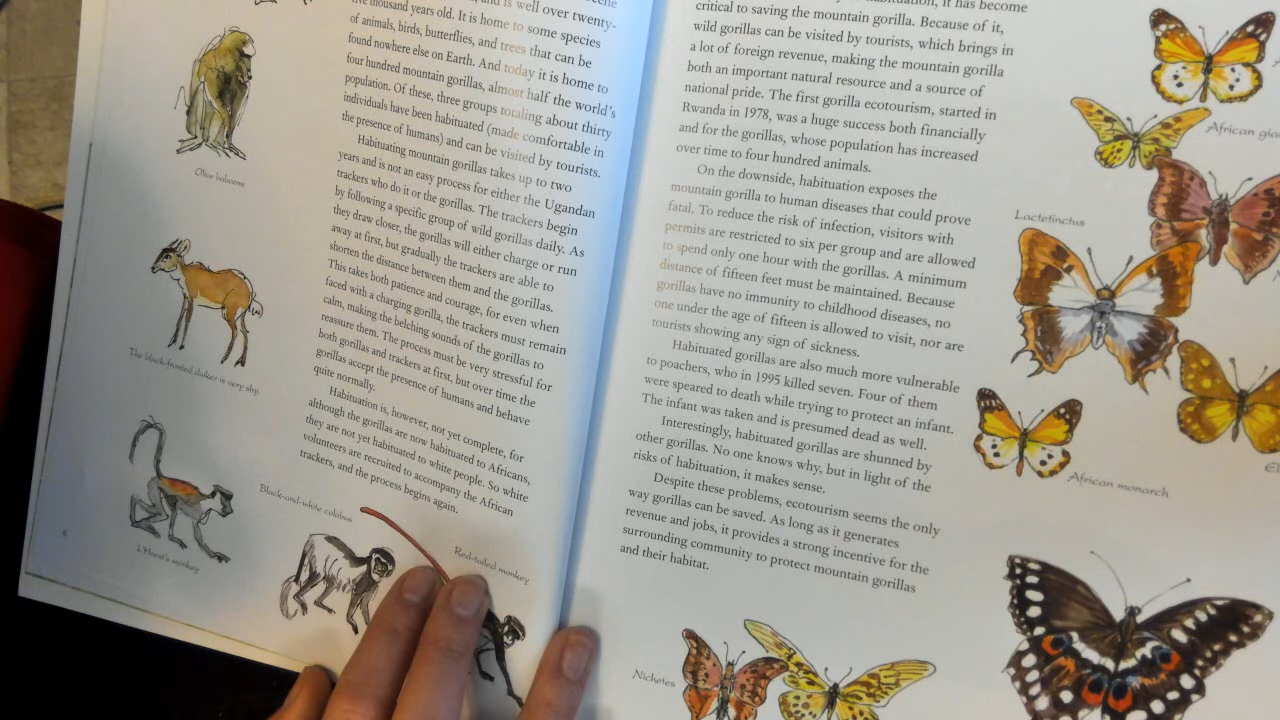 and is well over twenty-
five thousand years old. It is home to some species
of animals, birds, butterflies, and trees that can be
found nowhere else on Earth. And today it is home to
four hundred mountain gorillas, almost half the world's
population. Of these, three groups totaling about thirty
individuals have been habituated (made comfortable in
the presence of humans) and can be visited by tourists.
Habituating mountain gorillas takes up to two
years and is not an easy process for either the Ugandan
trackers who do it or the gorillas. The trackers begin
by following a specific group of wild gorillas daily. As
they draw closer, the gorillas will either charge or run
away at first, but gradually the trackers are able to
shorten the distance between them and the gorillas.
This takes both patience and courage, for even when
faced with a charging gorilla, the trackers must remain
calm, making the belching sounds of the gorillas to
reassure them. The process must be very stressful for
both gorillas and trackers at first, but over time the
gorillas accept the presence of humans and behave
quite normally.
Habituation is, however, not yet complete, for
although the gorillas are now habituated to Africans,
they are not yet habituated to white people. So white
volunteers are recruited to accompany the African
trackers, and the process begins again.
Olive baboons
The black-fronted duiker is very shy.
L'Hoest's monkey
Black-and-white colobus
Red-tailed monkey
6
habituation, it has become
critical to saving the mountain gorilla. Because of it,
wild gorillas can be visited by tourists, which brings in
a lot of foreign revenue, making the mountain gorilla
both an important natural resource and a source of
national pride. The first gorilla ecotourism, started in
Rwanda in 1978, was a huge success both financially
and for the gorillas, whose population has increased
over time to four hundred animals.
On the downside, habituation exposes the
mountain gorilla to human diseases that could prove
fatal. To reduce the risk of infection, visitors with
permits are restricted to six per group and are allowed
to spend only one hour with the gorillas. A minimum
distance of fifteen feet must be maintained. Because
gorillas have no immunity to childhood diseases, no
one under the age of fifteen is allowed to visit, nor are
tourists showing any sign of sickness.
Habituated gorillas are also much more vulnerable
to poachers, who in 1995 killed seven. Four of them
were speared to death while trying to protect an infant.
The infant was taken and is presumed dead as well.
Interestingly, habituated gorillas are shunned by
other gorillas. No one knows why, but in light of the
risks of habituation, it makes sense.
Despite these problems, ecotourism seems the only
way gorillas can be saved. As long as it generates
revenue and jobs, it provides a strong incentive for the
surrounding community to protect mountain gorillas
and their habitat.
African gia
Lactetinctus
African monarch
El
Nichetes